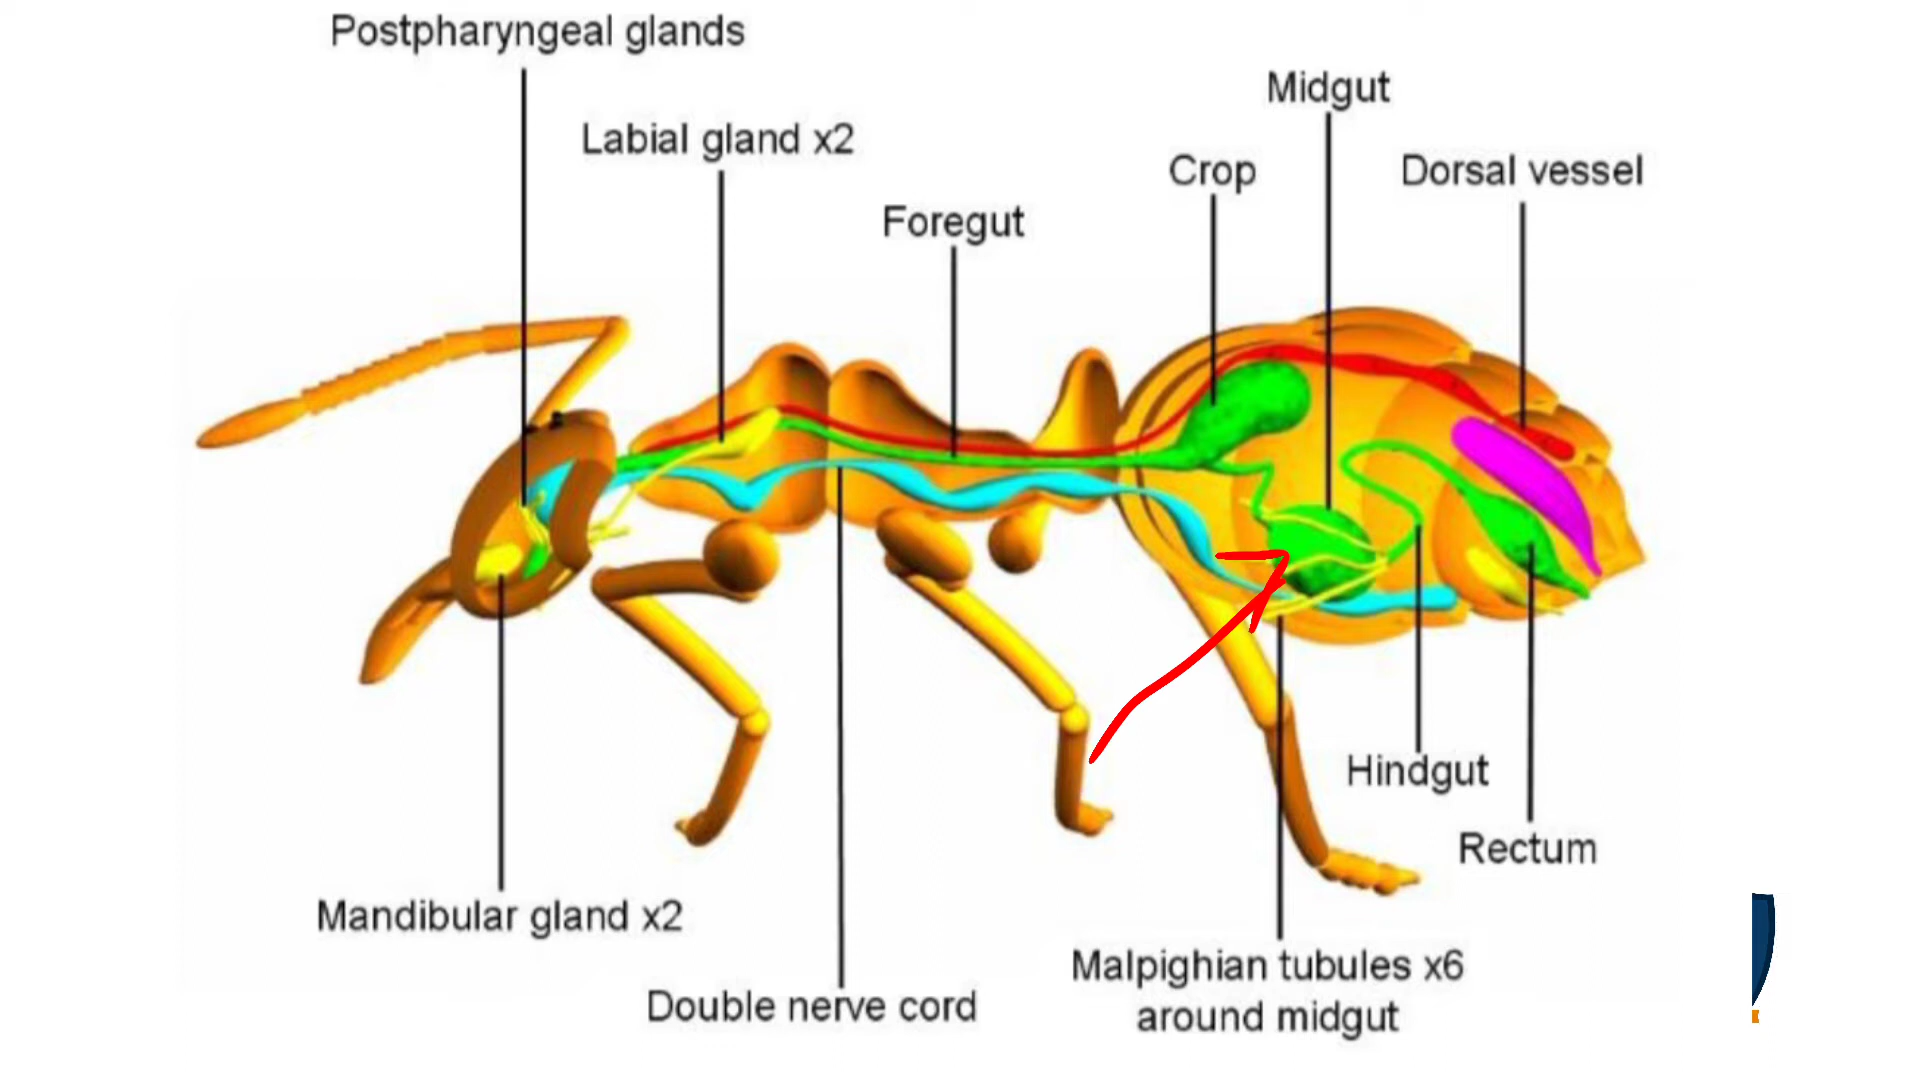 Postpharyngeal glands
Midgut
Labial gland x2
Crop
Dorsal vessel
Foregut
Hindgut
Rectum
Mandibular gland x2
Malpighian tubules x6
around midgut
Double nerve cord